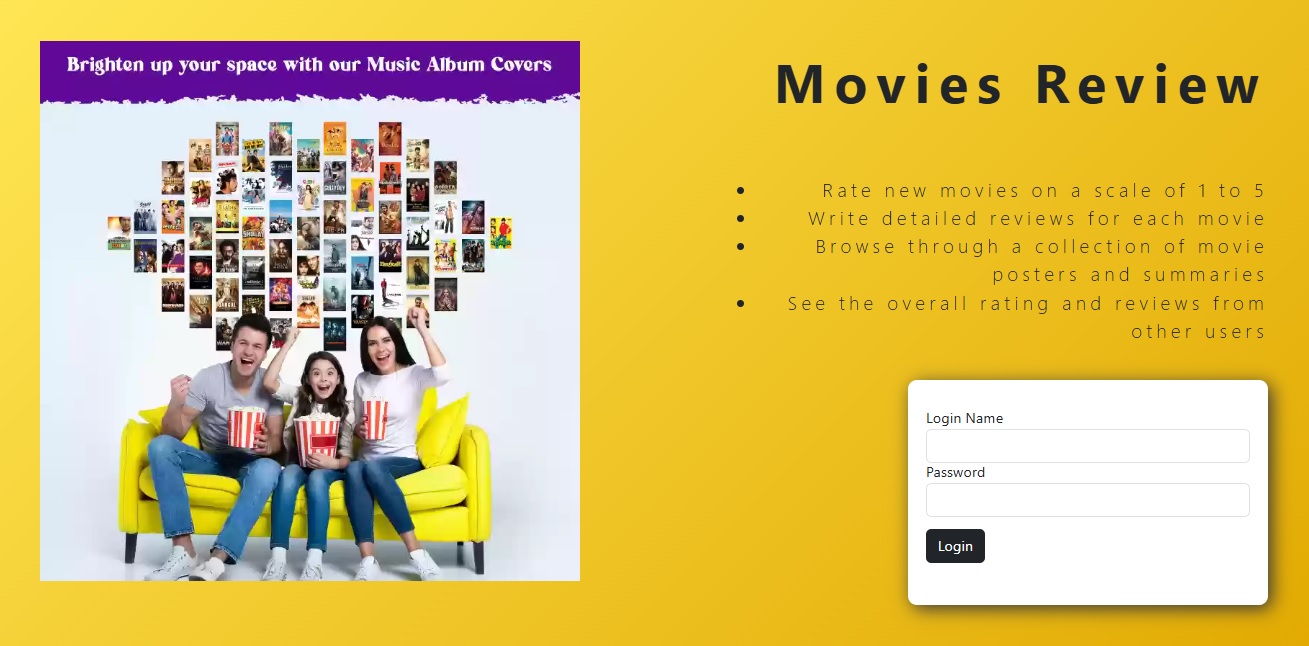 Brighten up your space with our Music Album Covers
Movies Review
Rate new movies on a scale of 1 to 5
Write detailed reviews for each movie
Browse through a collection of movie
posters and summaries
See the overall rating and reviews from
other users
Login Name
Password
Login